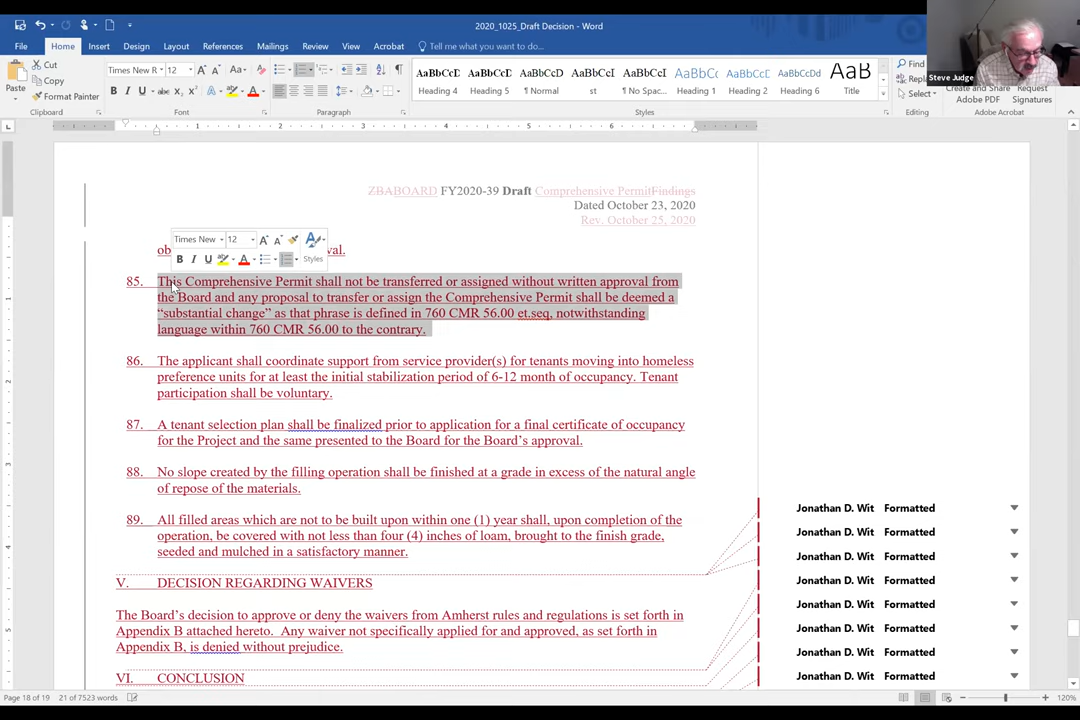 2020_1025_Draft Decision - Word
File Home Insert Design Layout References Mailings Review View Acrobat Tell me what you want to do...
Steve Judge
Paste
Cut
Copy
Format Painter
Clipboard
Times New R 12
Font
Paragraph
AaBbCcD AaBbCcD AaBbCcD AaBbCcI AaBbCcD AaBbCcD AaBbCcD AaBbCcDd AaB
Heading 4 Heading 5 ¶ Normal st ¶ No Spac... Heading 1 Heading 2 Heading 6 Title
Styles
Find
Select
Editing
Create and Share
Adobe PDF
Request
Signatures
Adobe Acrobat
ZBABOARD FY2020-39 Draft Comprehensive PermitFindings
Dated October 23, 2020
Rev. October 25, 2020
Times New 12
Styles
ob val.
85. This Comprehensive Permit shall not be transferred or assigned without written approval from
the Board and any proposal to transfer or assign the Comprehensive Permit shall be deemed a
“substantial change” as that phrase is defined in 760 CMR 56.00 et.seq, notwithstanding
language within 760 CMR 56.00 to the contrary.
86. The applicant shall coordinate support from service provider(s) for tenants moving into homeless
preference units for at least the initial stabilization period of 6-12 month of occupancy. Tenant
participation shall be voluntary.
87. A tenant selection plan shall be finalized prior to application for a final certificate of occupancy
for the Project and the same presented to the Board for the Board’s approval.
88. No slope created by the filling operation shall be finished at a grade in excess of the natural angle
of repose of the materials.
89. All filled areas which are not to be built upon within one (1) year shall, upon completion of the
operation, be covered with not less than four (4) inches of loam, brought to the finish grade,
seeded and mulched in a satisfactory manner.
V. DECISION REGARDING WAIVERS
The Board’s decision to approve or deny the waivers from Amherst rules and regulations is set forth in
Appendix B attached hereto. Any waiver not specifically applied for and approved, as set forth in
Appendix B, is denied without prejudice.
VI. CONCLUSION
Jonathan D. Wit Formatted
Jonathan D. Wit Formatted
Jonathan D. Wit Formatted
Jonathan D. Wit Formatted
Jonathan D. Wit Formatted
Jonathan D. Wit Formatted
Jonathan D. Wit Formatted
Jonathan D. Wit Formatted
Page 18 of 19 21 of 7523 words
120%